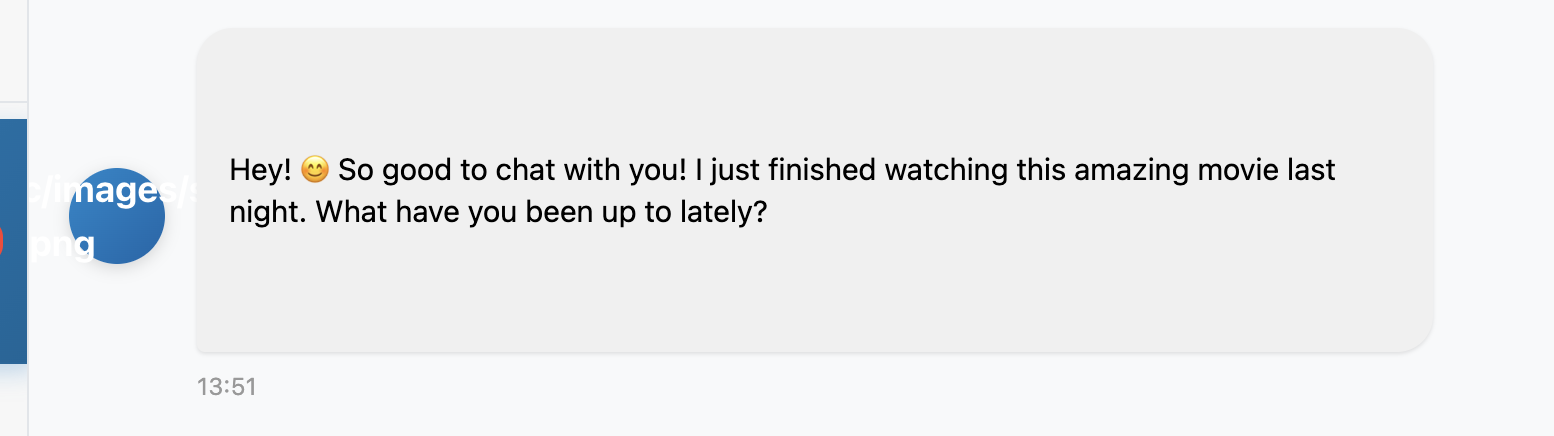 c/images/s
png
Hey! 😊 So good to chat with you! I just finished watching this amazing movie last
night. What have you been up to lately?
13:51